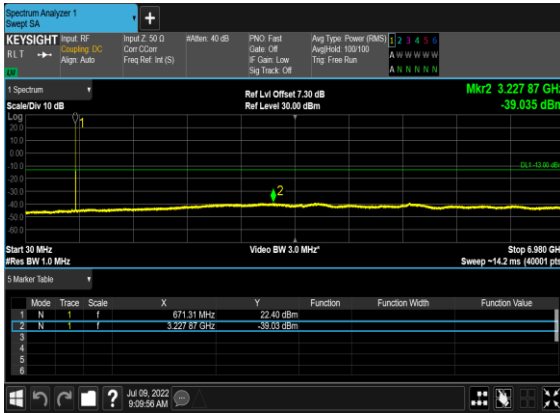 Spectrum Analyzer 1
Swept SA
+
KEYSIGHT Input: RF Input Z: 50 Ω #Atten: 40 dB PNO: Fast Avg Type: Power (RMS) 1 2 3 4 5 6
RLT Coupling: DC Corr CCorr Gate: Off Avg|Hold: 100/100 A W W W W W
Align: Auto Freq Ref: Int (S) IF Gain: Low Trig: Free Run
Sig Track: Off A N N N N N
1 Spectrum Ref Lvl Offset 7.30 dB Mkr2 3.227 87 GHz
Scale/Div 10 dB Ref Level 30.00 dBm -39.035 dBm
Log
20.0
10.0
0.00
-10.0
-20.0
-30.0
-40.0
-50.0
-60.0
1
DL1 -13.00 dBm
2
Start 30 MHz Video BW 3.0 MHz* Stop 6.980 GHz
#Res BW 1.0 MHz Sweep ~14.2 ms (40001 pts)
5 Marker Table
Mode Trace Scale X Y Function Function Width Function Value
1 N 1 f 671.31 MHz 22.40 dBm
2 N 1 f 3.227 87 GHz -39.03 dBm
3
4
5
6
? Jul 09, 2022
9:09:56 AM